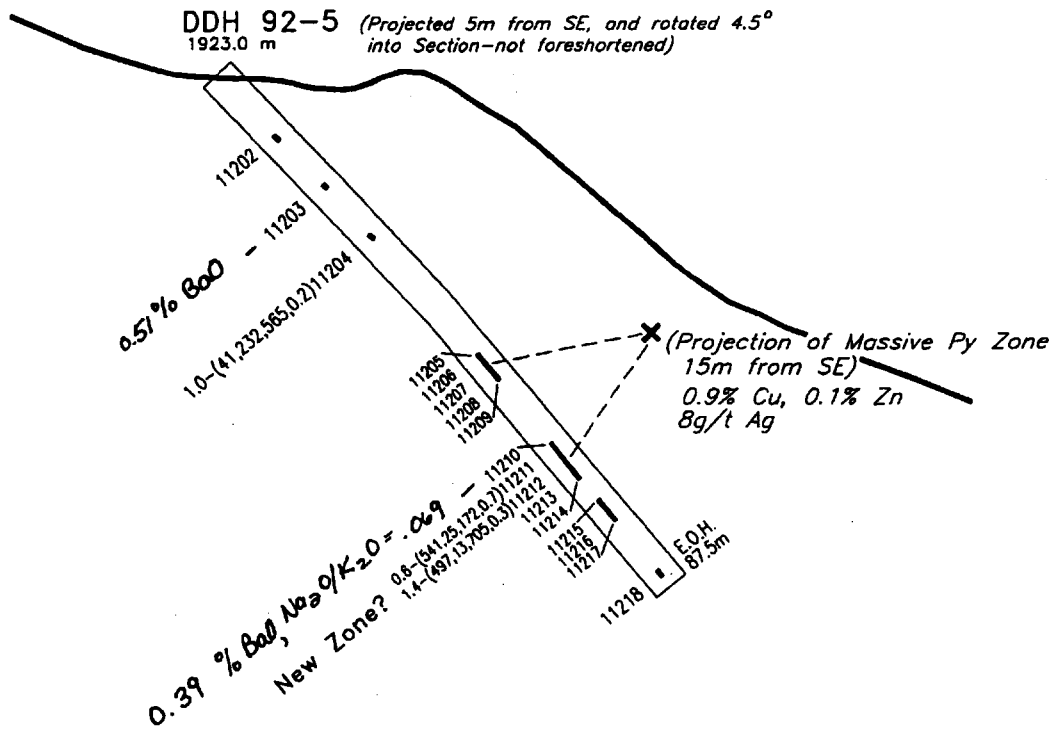 DDH 92-5 (Projected 5m from SE, and rotated 4.5°
1923.0 m into Section-not foreshortened)
11202
0.51% BaO - 11203
1.0-(41,232,565,0.2)11204
11205
11206
11207
11208
11209
(Projection of Massive Py Zone
15m from SE)
0.9% Cu, 0.1% Zn
8g/t Ag
0.39 % BaO, Na2O/K2O = .069 - 11210
0.8-(541,25,172,0.7)11211
New Zone? 1.4-(497,13,705,0.3)11212
11213
11214
11215
11216
11217
11218
E.O.H.
87.5m